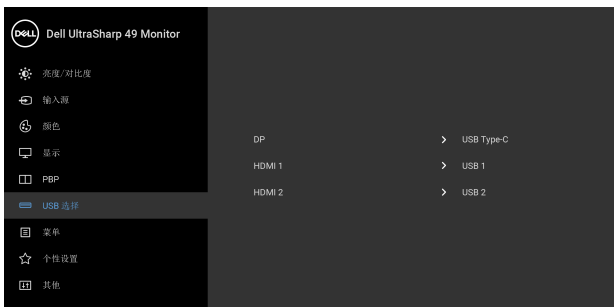 DELL Dell UltraSharp 49 Monitor
亮度/对比度
输入源
颜色
显示
PBP
USB 选择
菜单
个性设置
其他
DP USB Type-C
HDMI 1 USB 1
HDMI 2 USB 2